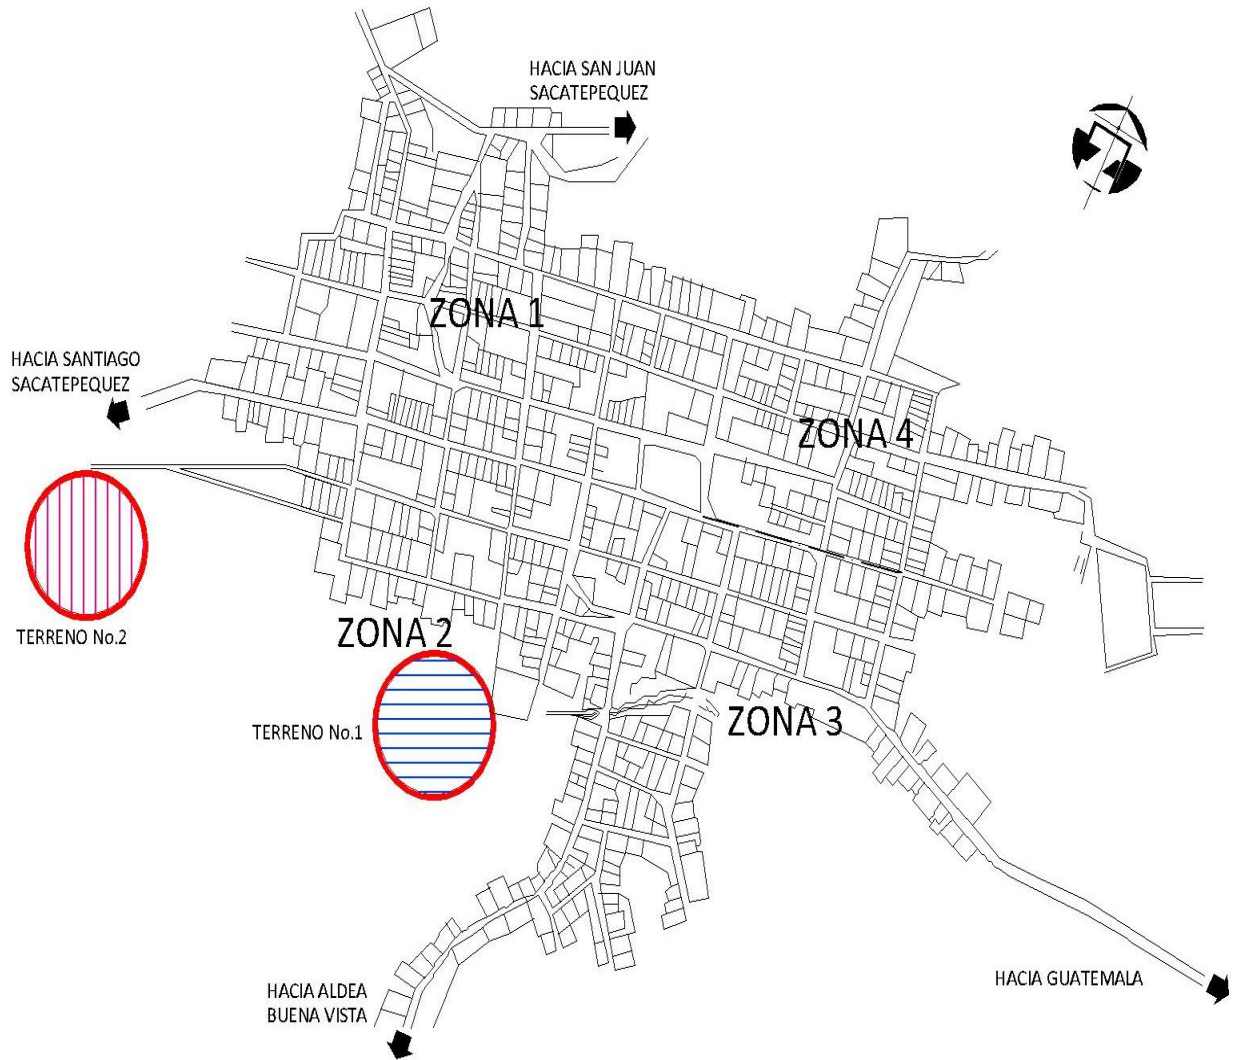 HACIA SAN JUAN
SACATEPEQUEZ
ZONA 1
HACIA SANTIAGO
SACATEPEQUEZ
ZONA 4
TERRENO No.2
ZONA 2
TERRENO No.1
ZONA 3
HACIA GUATEMALA
HACIA ALDEA
BUENA VISTA